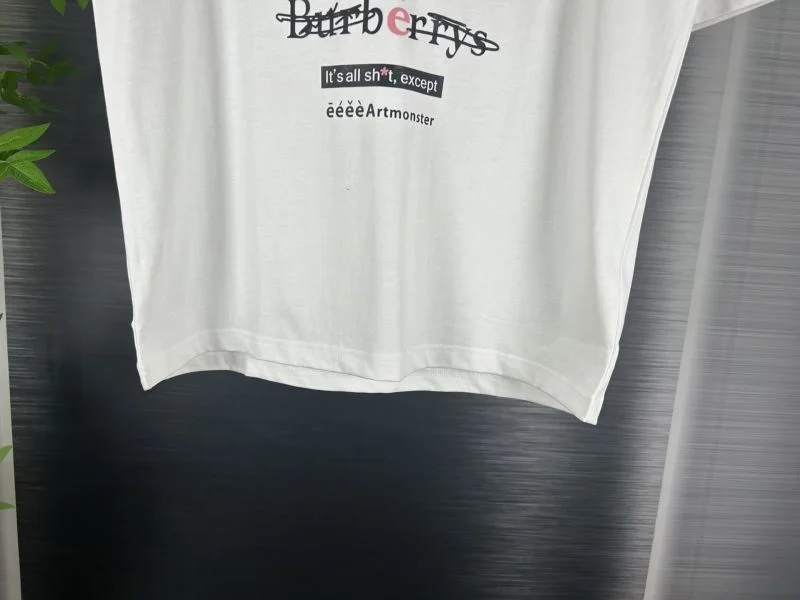 Burberrys
It's all sh*t, except
ēéěèArtmonster